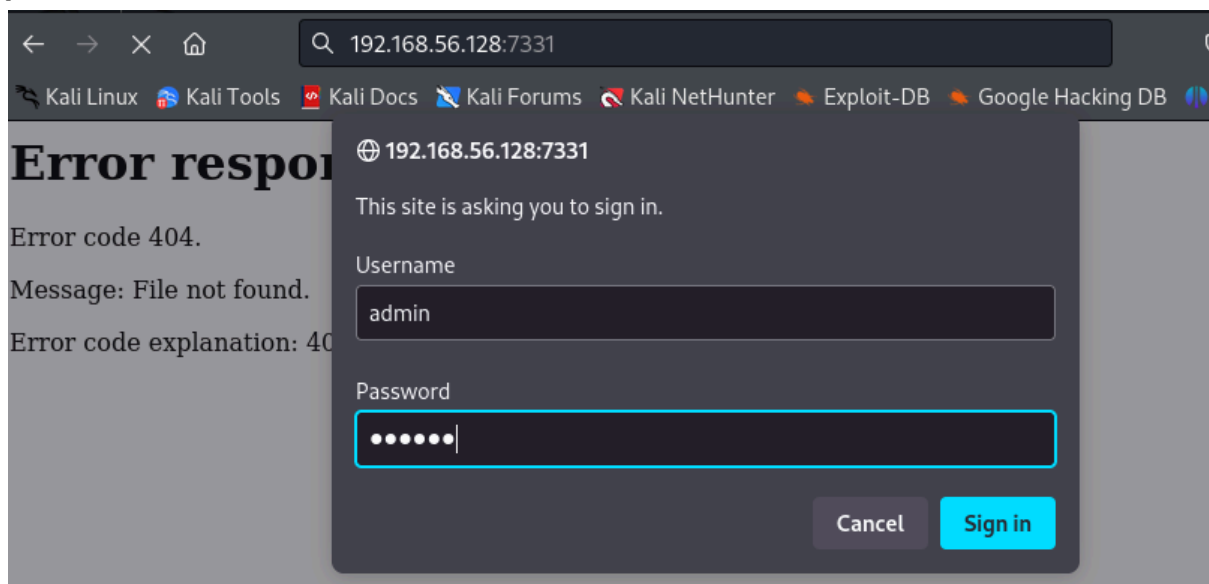 192.168.56.128:7331
Kali Linux Kali Tools Kali Docs Kali Forums Kali NetHunter Exploit-DB Google Hacking DB
Error respo
Error code 404.
Message: File not found.
Error code explanation: 40
192.168.56.128:7331
This site is asking you to sign in.
Username
admin
Password
●●●●●●
Cancel Sign in